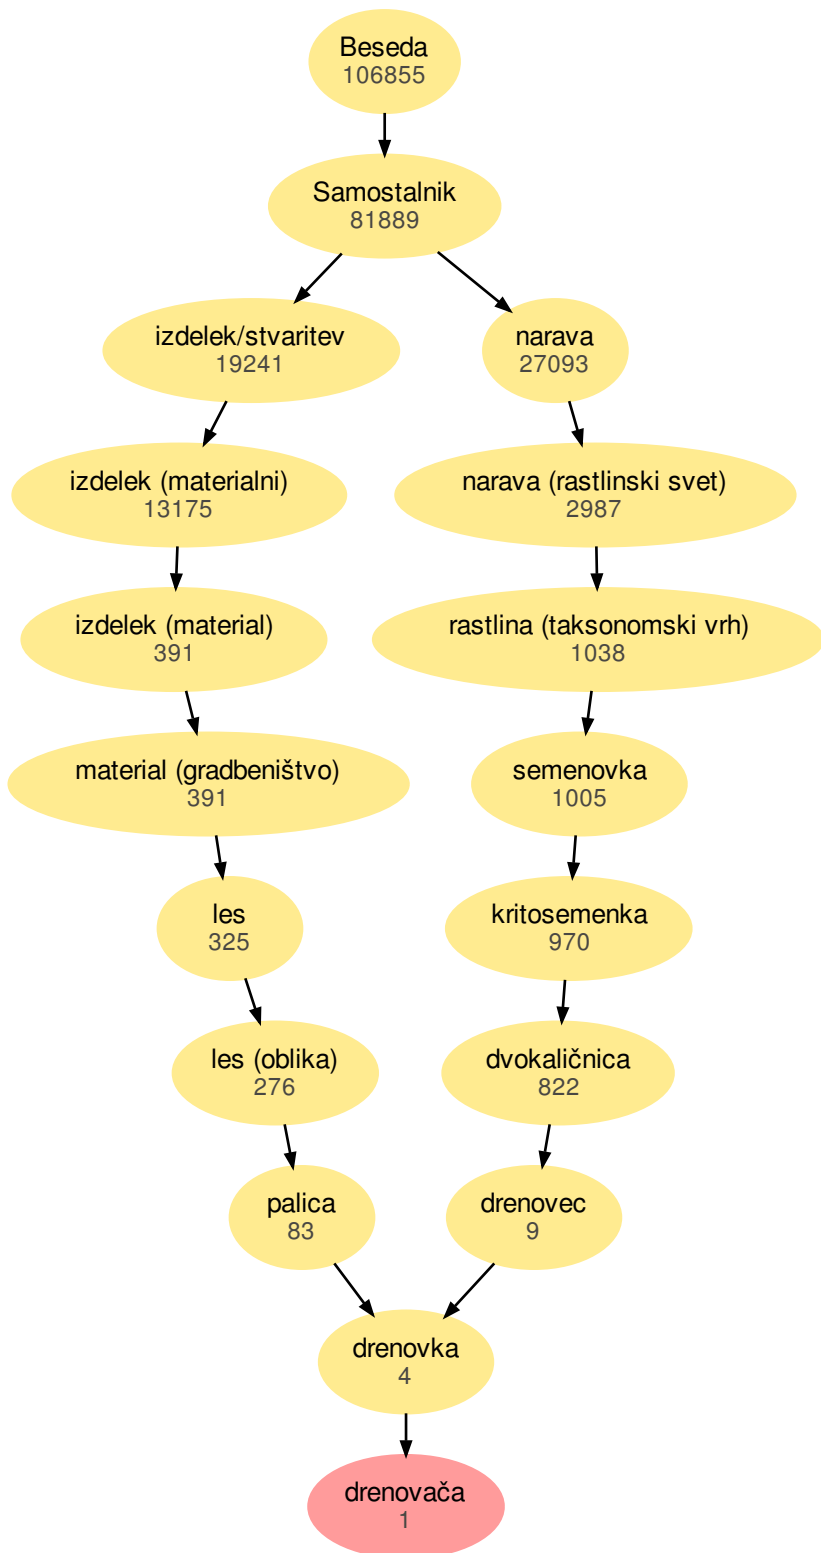 Beseda
106855
Samostalnik
81889
izdelek/stvaritev
19241
narava
27093
izdelek (materialni)
13175
narava (rastlinski svet)
2987
izdelek (material)
391
rastlina (taksonomski vrh)
1038
material (gradbeništvo)
391
semenovka
1005
les
325
kritosemenka
970
les (oblika)
276
dvokaličnica
822
palica
83
drenovec
9
drenovka
4
drenovača
1